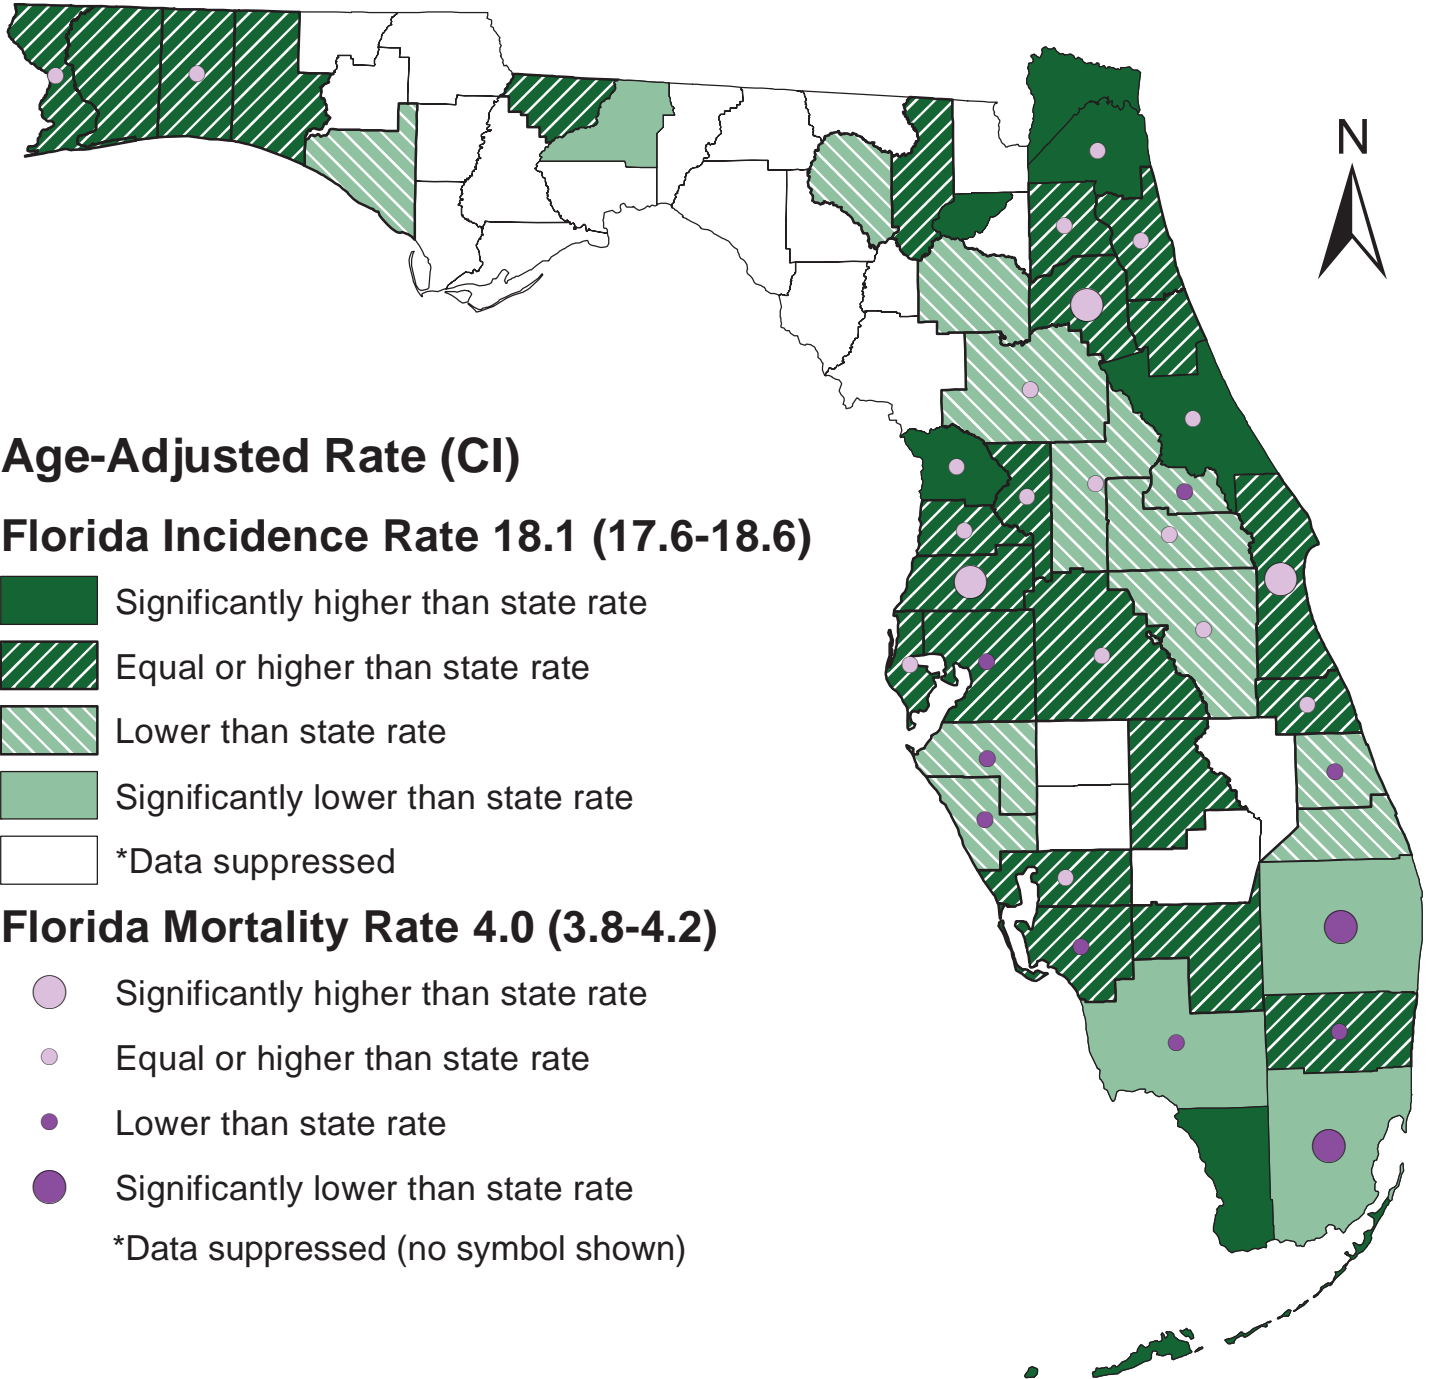 N
Age-Adjusted Rate (CI)
Florida Incidence Rate 18.1 (17.6-18.6)
Significantly higher than state rate
Equal or higher than state rate
Lower than state rate
Significantly lower than state rate
*Data suppressed
Florida Mortality Rate 4.0 (3.8-4.2)
Significantly higher than state rate
Equal or higher than state rate
Lower than state rate
Significantly lower than state rate
*Data suppressed (no symbol shown)